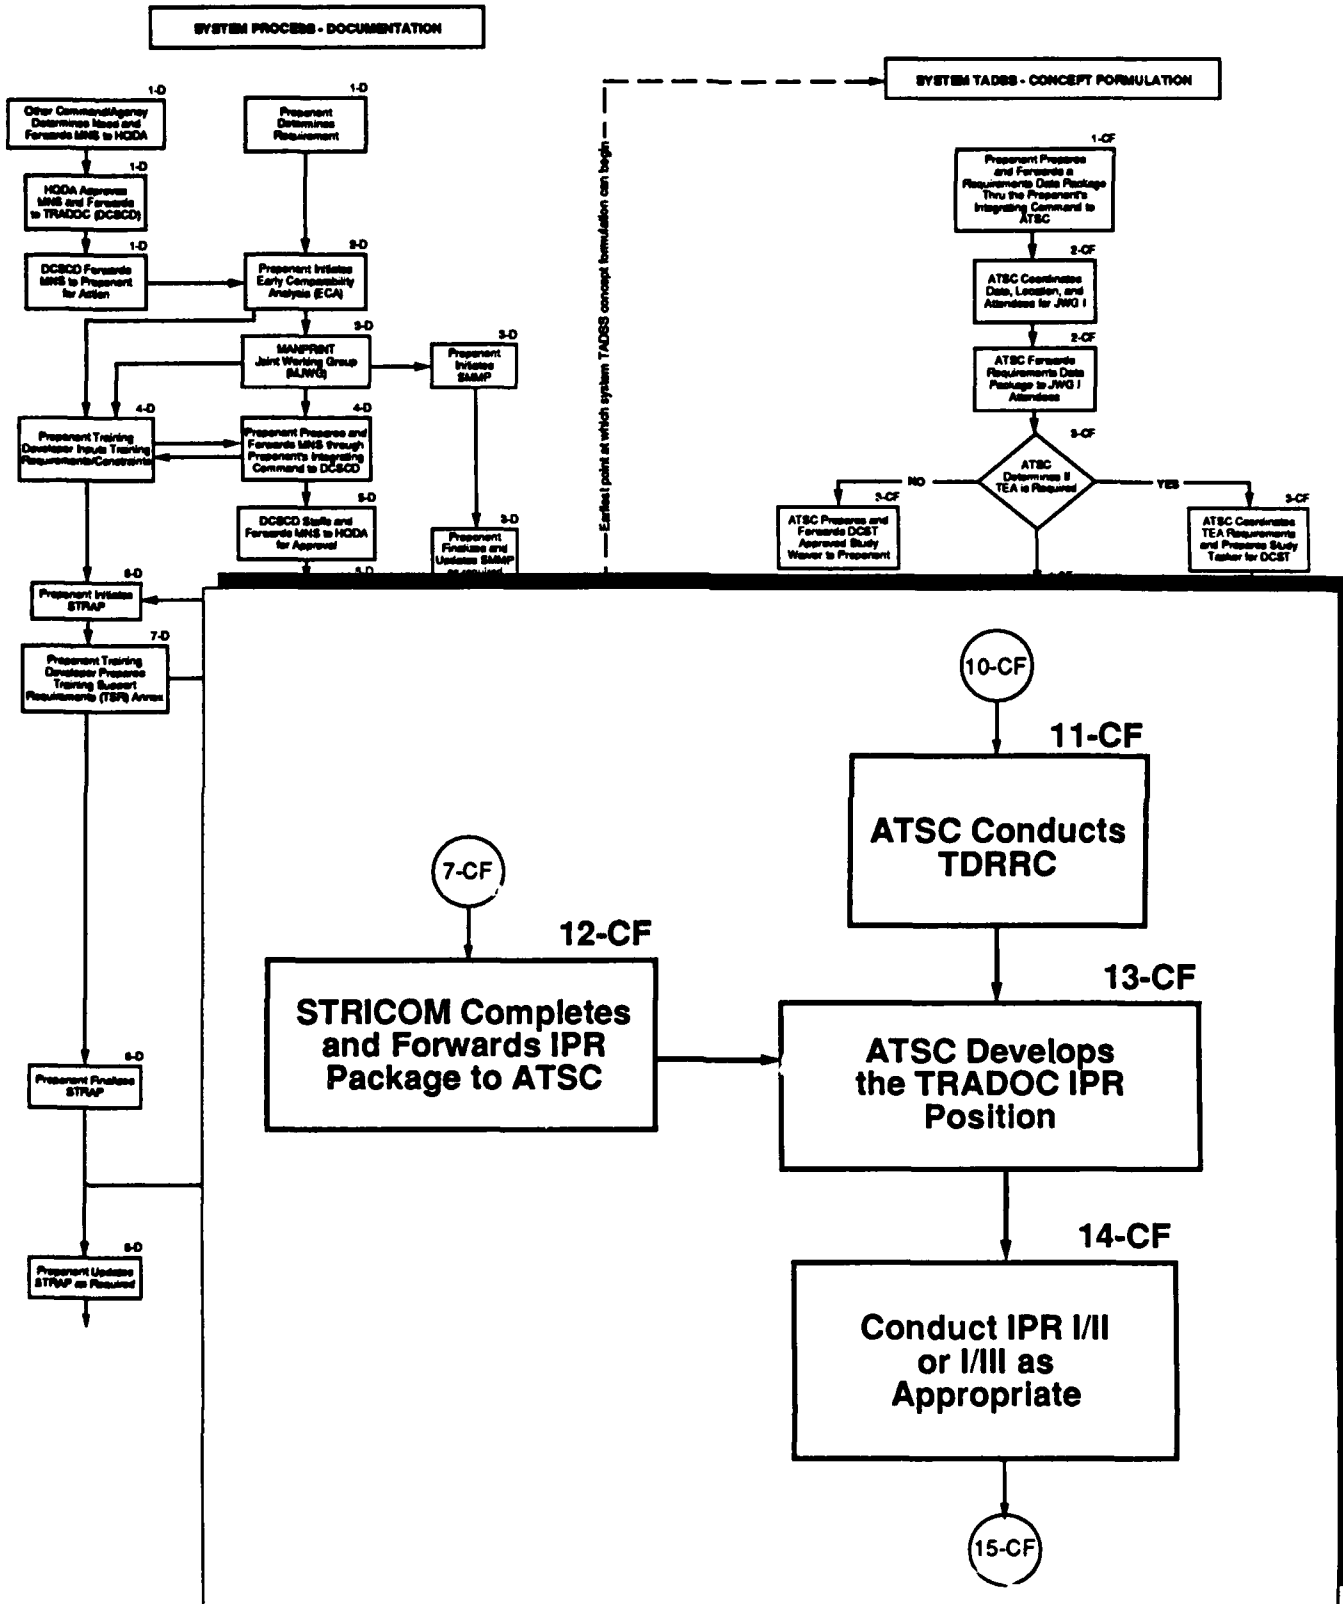 SYSTEM PROCESS - DOCUMENTATION
SYSTEM TADSS - CONCEPT FORMULATION
1-D
Other Command/Agency
Determines Need and
Forwards MNS to HQDA
1-D
Proponent
Determines
Requirement
1-D
HQDA Approves
MNS and Forwards
to TRADOC (DCSCD)
1-D
DCSCD Forwards
MNS to Proponent
for Action
2-D
Proponent Initiates
Early Comparability
Analysis (ECA)
3-D
MANPRINT
Joint Working Group
(MJWG)
3-D
Proponent
Initiates
SMMP
4-D
Proponent Training
Developer Inputs Training
Requirements/Constraints
4-D
Proponent Prepares and
Forwards MNS through
Proponent's Integrating
Command to DCSCD
5-D
DCSCD Staffs and
Forwards MNS to HQDA
for Approval
3-D
Proponent
Finalizes and
Updates SMMP
as required
Earliest point at which system TADSS concept formulation can begin
1-CF
Proponent Prepares
and Forwards a
Requirements Data Package
Thru the Proponent's
Integrating Command to
ATSC
2-CF
ATSC Coordinates
Date, Location, and
Attendees for JWG I
2-CF
ATSC Forwards
Requirements Data
Package to JWG I
Attendees
3-CF
ATSC
Determines if
TEA is Required
NO
YES
3-CF
ATSC Prepares and
Forwards DCST
Approved Study
Waiver to Proponent
3-CF
ATSC Coordinates
TEA Requirements
and Prepares Study
Tasker for DCST
6-D
Proponent Initiates
STRAP
7-D
Proponent Training
Developer Prepares
Training Support
Requirements (TSR) Annex
6-D
Proponent Finalizes
STRAP
6-D
Proponent Updates
STRAP as Required
10-CF
11-CF
ATSC Conducts
TDRRC
7-CF
12-CF
STRICOM Completes
and Forwards IPR
Package to ATSC
13-CF
ATSC Develops
the TRADOC IPR
Position
14-CF
Conduct IPR I/II
or I/III as
Appropriate
15-CF